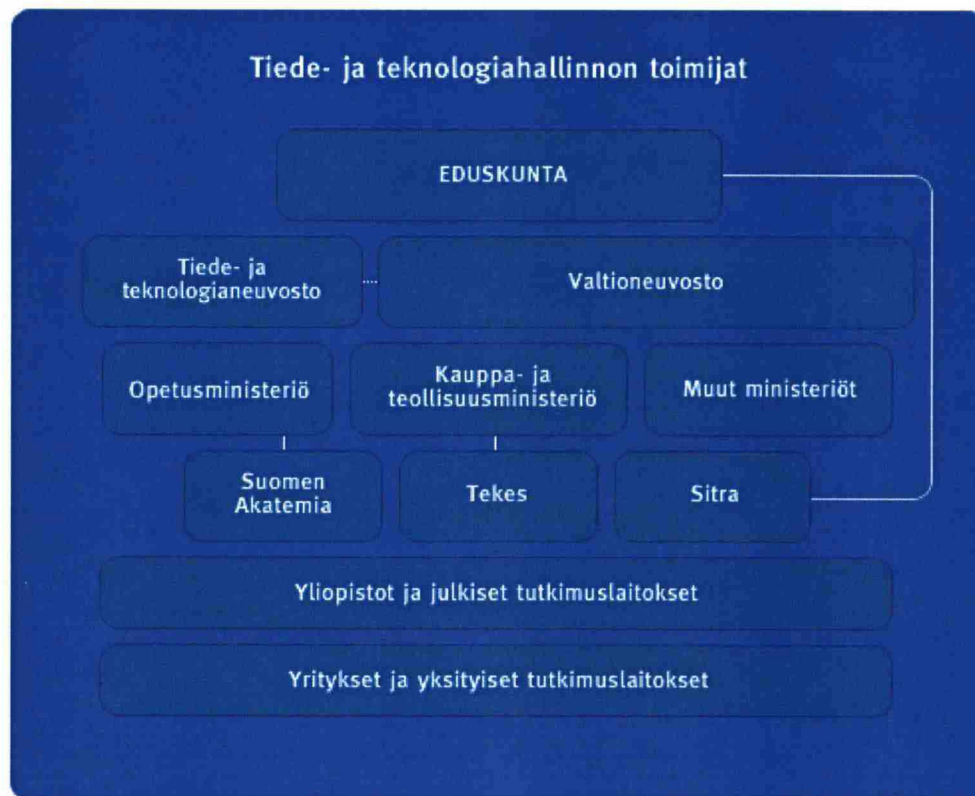 Tiede- ja teknologiahallinnon toimijat
EDUSKUNTA
Tiede- ja
teknologianeuvosto
Valtioneuvosto
Opetusministeriö
Kauppa- ja
teollisuusministeriö
Muut ministeriöt
Suomen
Akatemia
Tekes
Sitra
Yliopistot ja julkiset tutkimuslaitokset
Yritykset ja yksityiset tutkimuslaitokset